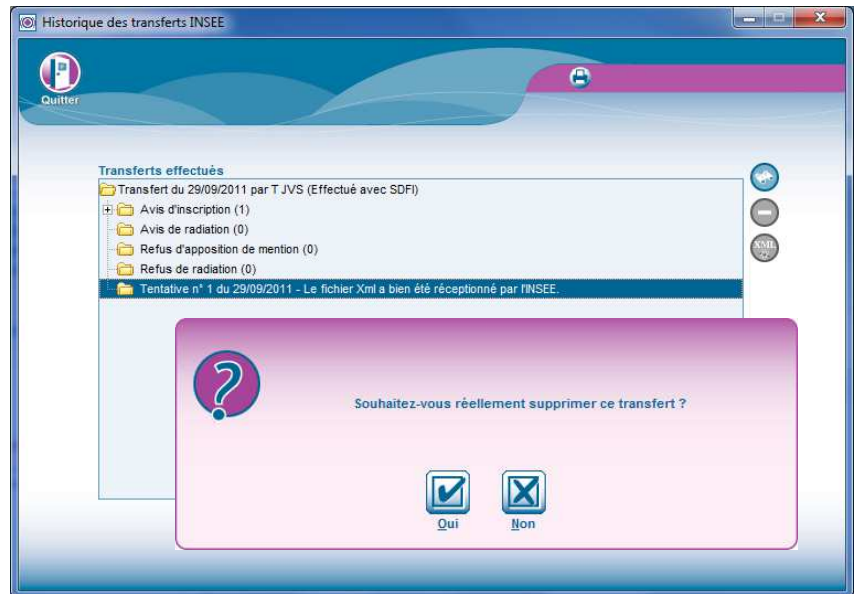 Historique des transferts INSEE
Quitter
Transferts effectués
Transfert du 29/09/2011 par T JVS (Effectué avec SDFI)
Avis d'inscription (1)
Avis de radiation (0)
Refus d'apposition de mention (0)
Refus de radiation (0)
Tentative n° 1 du 29/09/2011 - Le fichier Xml a bien été réceptionné par l'INSEE.
XML
Souhaitez-vous réellement supprimer ce transfert ?
Oui
Non